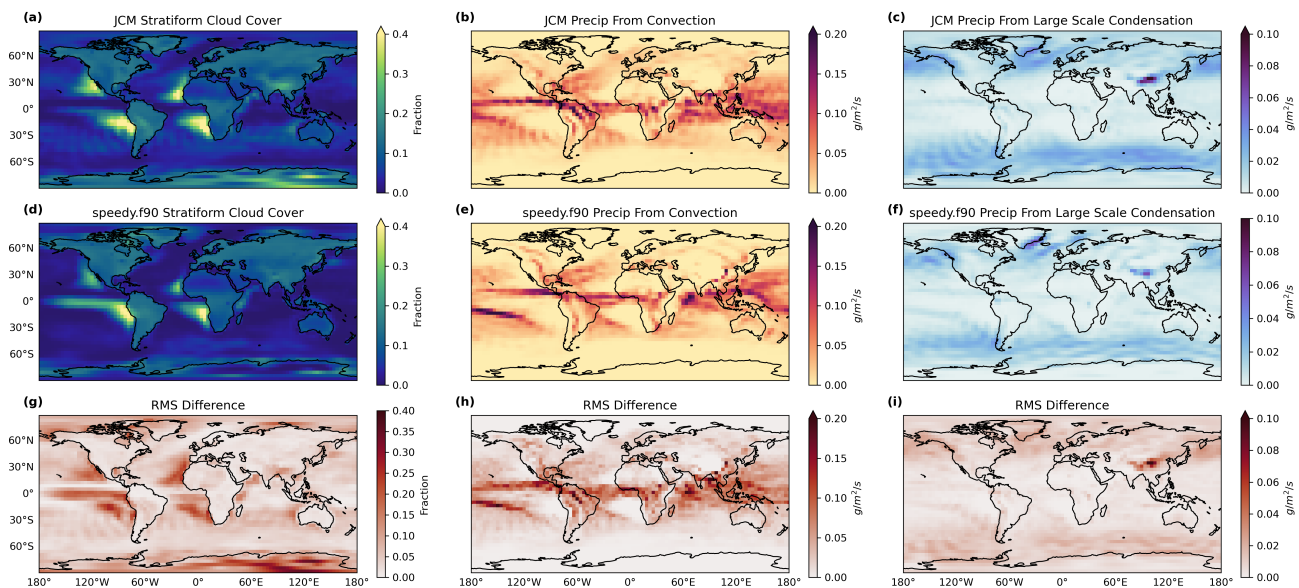 (a) JCM Stratiform Cloud Cover
60°N
30°N
0°
30°S
60°S
0.4
0.3
0.2
0.1
0.0
Fraction
(b) JCM Precip From Convection
0.20
0.15
0.10
0.05
0.00
g/m²/s
(c) JCM Precip From Large Scale Condensation
0.10
0.08
0.06
0.04
0.02
0.00
g/m²/s
(d) speedy.f90 Stratiform Cloud Cover
60°N
30°N
0°
30°S
60°S
0.4
0.3
0.2
0.1
0.0
Fraction
(e) speedy.f90 Precip From Convection
0.20
0.15
0.10
0.05
0.00
g/m²/s
(f) speedy.f90 Precip From Large Scale Condensation
0.10
0.08
0.06
0.04
0.02
0.00
g/m²/s
(g) RMS Difference
60°N
30°N
0°
30°S
60°S
180° 120°W 60°W 0° 60°E 120°E 180°
0.40
0.35
0.30
0.25
0.20
0.15
0.10
0.05
0.00
Fraction
(h) RMS Difference
180° 120°W 60°W 0° 60°E 120°E 180°
0.20
0.15
0.10
0.05
0.00
g/m²/s
(i) RMS Difference
180° 120°W 60°W 0° 60°E 120°E 180°
0.10
0.08
0.06
0.04
0.02
0.00
g/m²/s